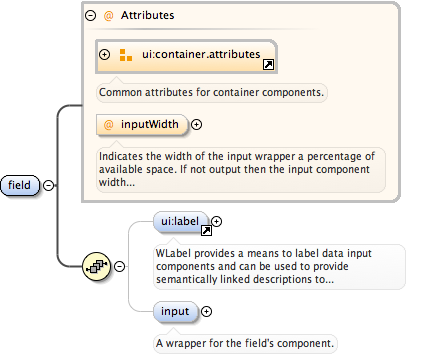 @ Attributes
ui:container.attributes
Common attributes for container components.
@ inputWidth
Indicates the width of the input wrapper a percentage of
available space. If not output then the input component
width...
field
ui:label
WLabel provides a means to label data input
components and can be used to provide
semantically linked descriptions to...
input
A wrapper for the field's component.